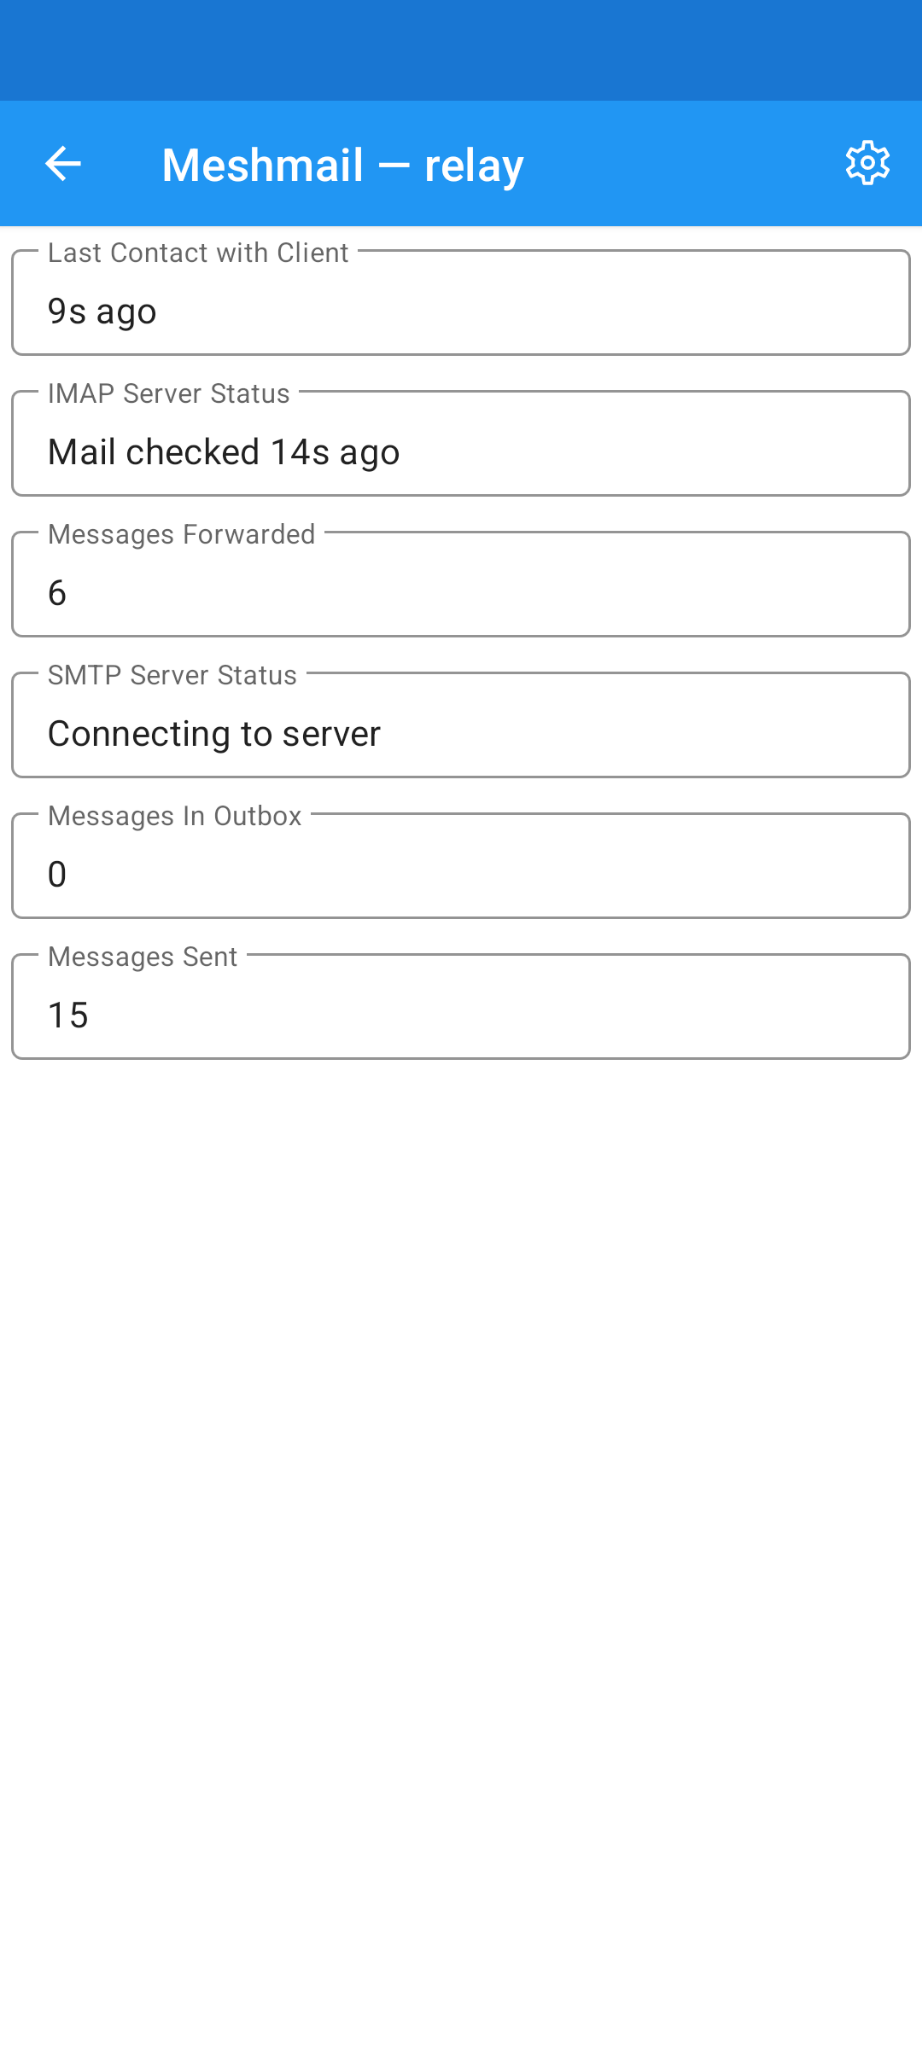 Meshmail — relay
Last Contact with Client
9s ago
IMAP Server Status
Mail checked 14s ago
Messages Forwarded
6
SMTP Server Status
Connecting to server
Messages In Outbox
0
Messages Sent
15